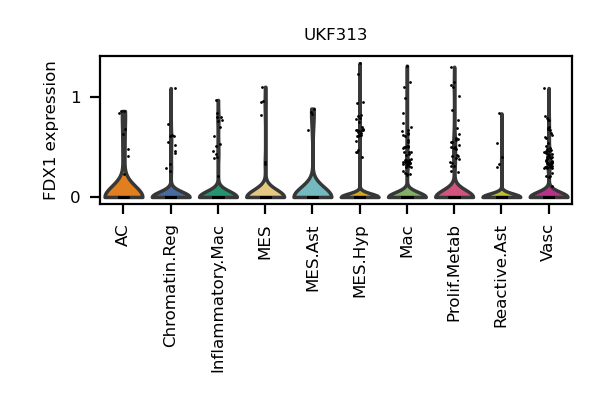 UKF313
FDX1 expression
1
0
AC
Chromatin.Reg
Inflammatory.Mac
MES
MES.Ast
MES.Hyp
Mac
Prolif.Metab
Reactive.Ast
Vasc